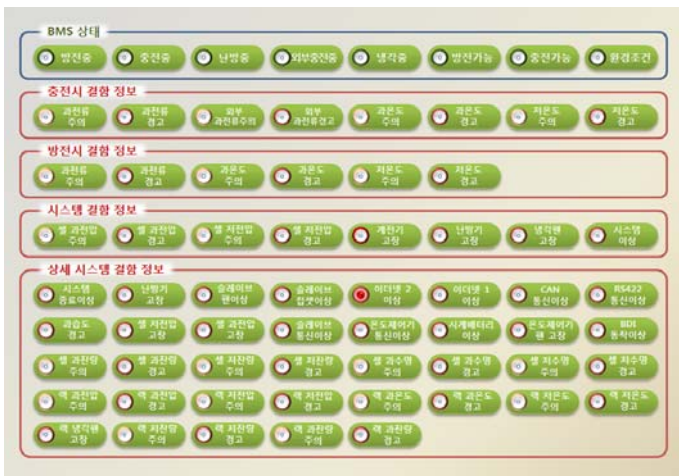 BMS 상태
방전중 충전중 난방중 외부충전중 냉각중 방전가능 충전가능 환경조건
충전시 결함 정보
과전류 과전류 외부 외부 과온도 과온도 저온도 저온도
주의 경고 과전류주의 과전류경고 주의 경고 주의 경고
방전시 결함 정보
과전류 과전류 과온도 과온도 저온도 저온도
주의 경고 주의 경고 주의 경고
시스템 결함 정보
셀 과전압 셀 과전압 셀 저전압 셀 저전압 계전기 난방기 냉각팬 시스템
주의 경고 주의 경고 고장 고장 고장 이상
상세 시스템 결함 정보
시스템 난방기 슬레이브 슬레이브 이더넷 2 이더넷 1 CAN RS422
종료이상 고장 팬이상 이상 이상 통신이상 통신이상
과습도 셀 저전압 셀 과전압 슬레이브 온도제어기 시계배터리 온도제어기 BDI
경고 고장 고장 통신이상 통신이상 이상 팬 고장 동작이상
셀 과잔량 셀 과잔량 셀 저잔량 셀 저잔량 셀 과수명 셀 과수명 셀 저수명 셀 저수명
주의 경고 주의 경고 주의 경고 주의 경고
랙 과전압 랙 과전압 랙 저전압 랙 저전압 랙 과온도 랙 과온도 랙 저온도 랙 저온도
주의 경고 주의 경고 주의 경고 주의 경고
랙 냉각팬 랙 저잔량 랙 저잔량 랙 과잔량 랙 과잔량
고장 주의 경고 주의 경고